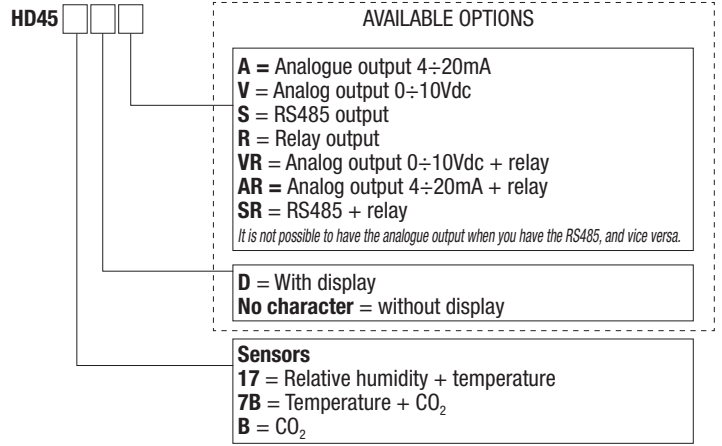 HD45
AVAILABLE OPTIONS
A = Analogue output 4÷20mA
V = Analog output 0÷10Vdc
S = RS485 output
R = Relay output
VR = Analog output 0÷10Vdc + relay
AR = Analog output 4÷20mA + relay
SR = RS485 + relay
It is not possible to have the analogue output when you have the RS485, and vice versa.
D = With display
No character = without display
Sensors
17 = Relative humidity + temperature
7B = Temperature + CO₂
B = CO₂